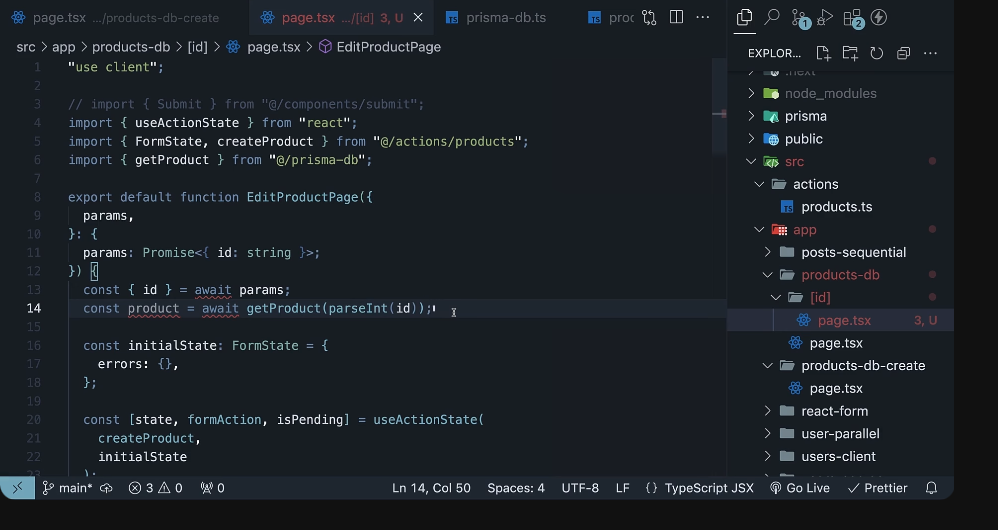 page.tsx .../products-db-create
page.tsx .../[id] 3, U
TS prisma-db.ts
TS
src > app > products-db > [id] > page.tsx > EditProductPage
1 "use client";
2
3 // import { Submit } from "@/components/submit";
4 import { useActionState } from "react";
5 import { FormState, createProduct } from "@/actions/products";
6 import { getProduct } from "@/prisma-db";
7
8 export default function EditProductPage({
9 params,
10 }: {
11 params: Promise<{ id: string }>;
12 }) {
13 const { id } = await params;
14 const product = await getProduct(parseInt(id));
15
16 const initialState: FormState = {
17 errors: {},
18 };
19
20 const [state, formAction, isPending] = useActionState(
21 createProduct,
22 initialState
23 );
1
2
EXPLOR...
.next
node_modules
prisma
public
src
actions
TS products.ts
app
posts-sequential
products-db
[id]
page.tsx 3, U
page.tsx
products-db-create
page.tsx
react-form
user-parallel
users-client
main* 3 0 0 Ln 14, Col 50 Spaces: 4 UTF-8 LF {} TypeScript JSX Go Live Prettier